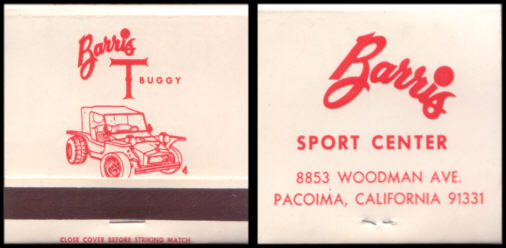 Barris
T BUGGY
CLOSE COVER BEFORE STRIKING MATCH
Barris
SPORT CENTER
8853 WOODMAN AVE.
PACOIMA, CALIFORNIA 91331